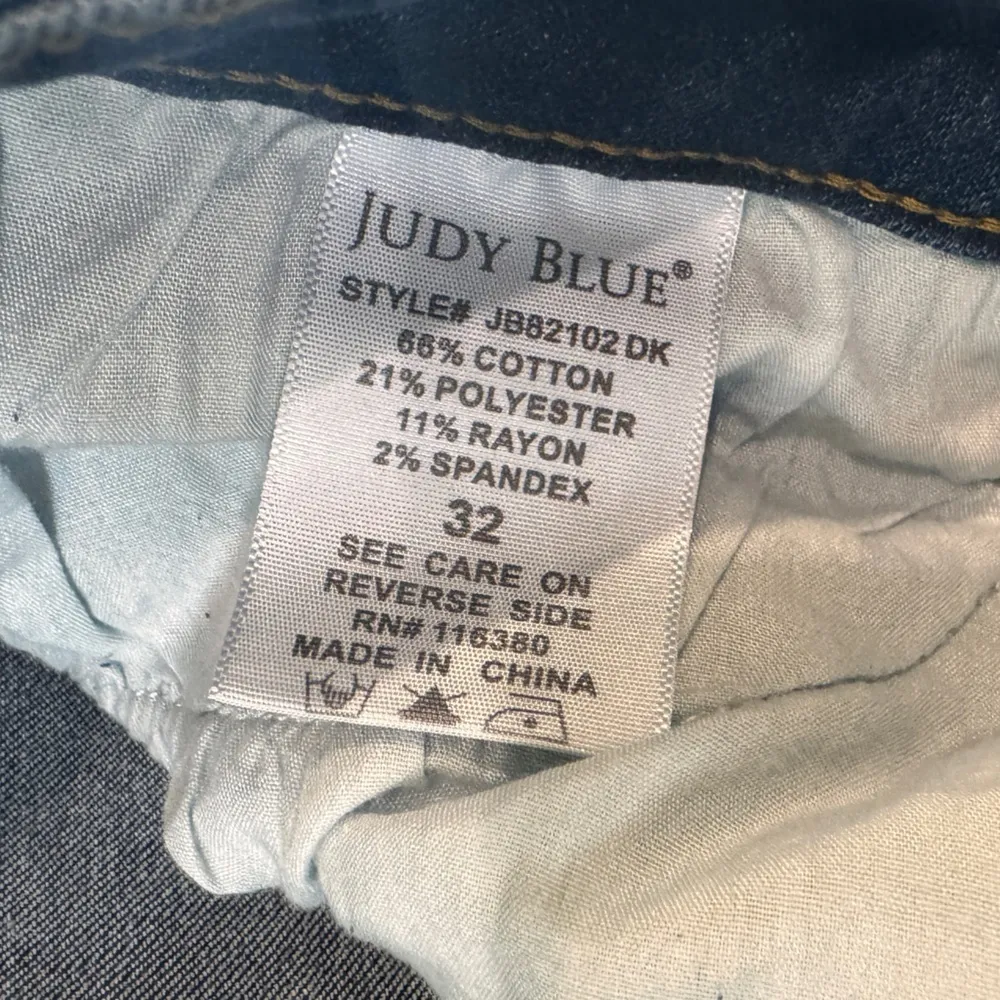 JUDY BLUE®
STYLE# JB82102 DK
66% COTTON
21% POLYESTER
11% RAYON
2% SPANDEX
32
SEE CARE ON
REVERSE SIDE
RN# 116380
MADE IN CHINA